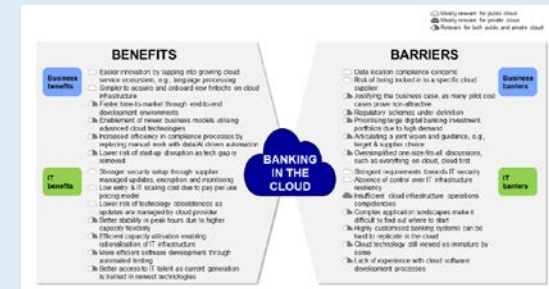 Mostly relevant for public cloud
Mostly relevant for private cloud
Relevant for both public and private cloud
BENEFITS
Business
benefits
Easier innovation by tapping into growing cloud
service ecosystem, e.g., language processing
Simpler to acquire and onboard new fintechs on cloud
infrastructure
Faster time-to-market through end-to-end
development environments
Enablement of newer business models utilising
advanced cloud technologies
Increased efficiency in compliance processes by
replacing manual work with data/AI driven automation
Lower risk of start-up disruption as tech gap is
removed
IT
benefits
Stronger security setup through supplier
managed updates, encryption and monitoring
Low entry & IT scaling cost due to pay per use
pricing model
Lower risk of technology obsoleteness as
updates are managed by cloud provider
Better stability in peak hours due to higher
capacity flexibility
Efficient capacity utilisation enabling
rationalisation of IT infrastructure
More efficient software development through
automated testing
Better access to IT talent as current generation
is trained in newest technologies
BANKING
IN THE
CLOUD
BARRIERS
Data location compliance concerns
Risk of being locked in to a specific cloud
supplier
Justifying the business case, as many pilot cost
cases prove non-attractive
Regulatory schemes under definition
Prioritising large digital banking investment
portfolios due to high demand
Articulating a joint vision and guidance, e.g.,
target & supplier choice
Oversimplified one-size-fits-all discussions,
such as everything on cloud, cloud first
Business
barriers
Strongest requirements towards IT security
Absence of control over IT infrastructure
resiliency
Insufficient cloud infrastructure operations
competencies
Complex application landscapes make it
difficult to find out where to start
Highly customised banking systems can be
hard to replicate in the cloud
Cloud technology still viewed as immature by
some
Lack of experience with cloud software
development processes
IT
barriers